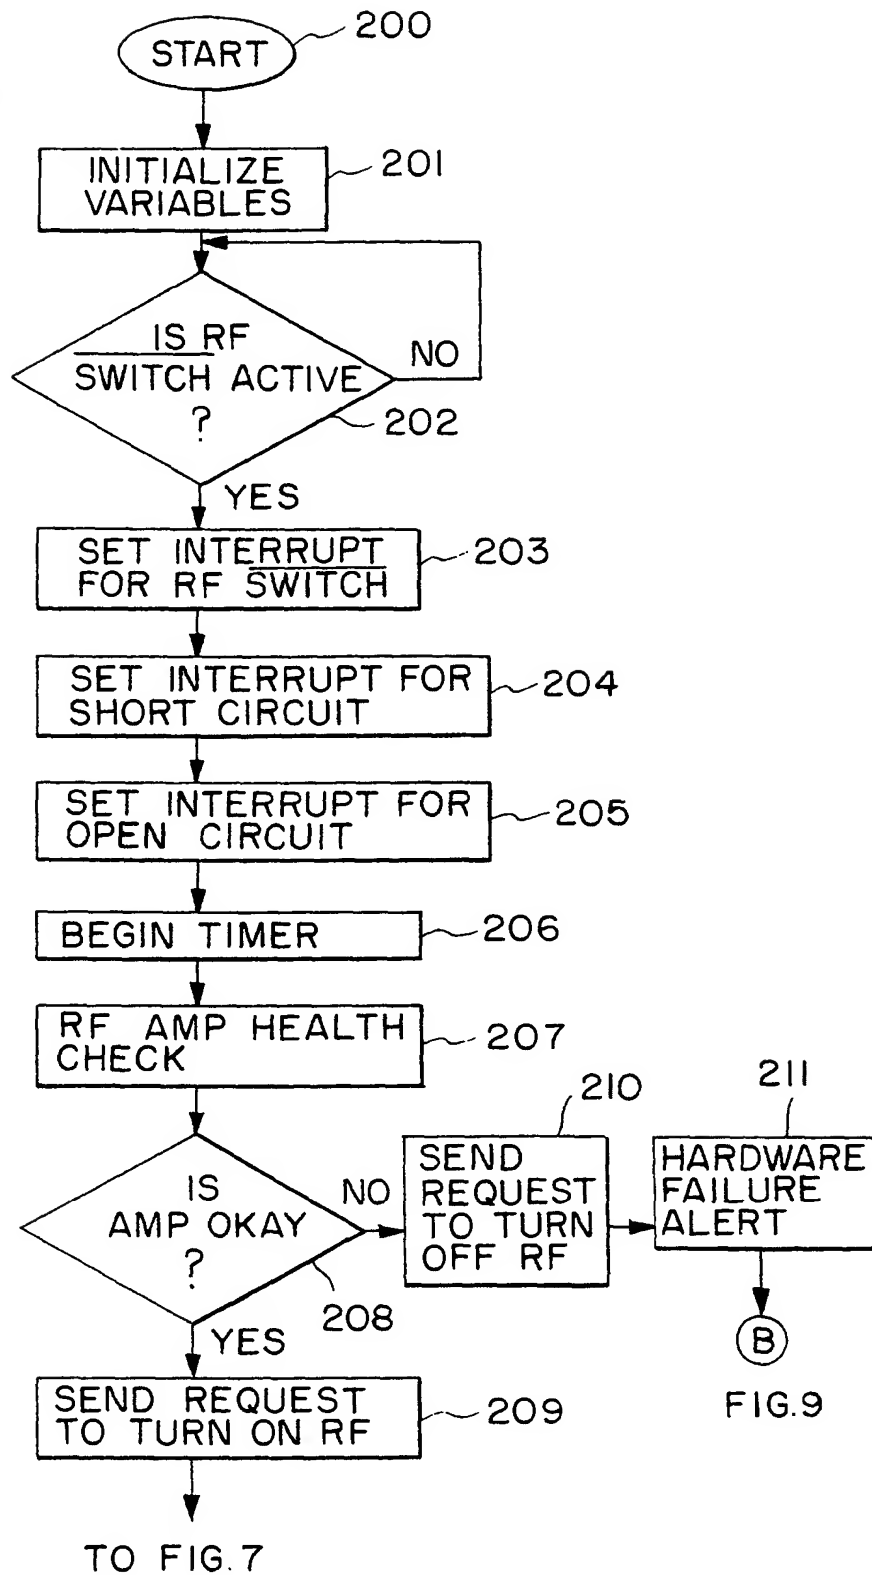 START
200
INITIALIZE
VARIABLES
201
IS RF
SWITCH ACTIVE
?
NO
202
YES
SET INTERRUPT
FOR RF SWITCH
203
SET INTERRUPT FOR
SHORT CIRCUIT
204
SET INTERRUPT FOR
OPEN CIRCUIT
205
BEGIN TIMER
206
RF AMP HEALTH
CHECK
207
IS
AMP OKAY
?
208
NO
210
SEND
REQUEST
TO TURN
OFF RF
211
HARDWARE
FAILURE
ALERT
B
FIG.9
YES
SEND REQUEST
TO TURN ON RF
209
TO FIG.7